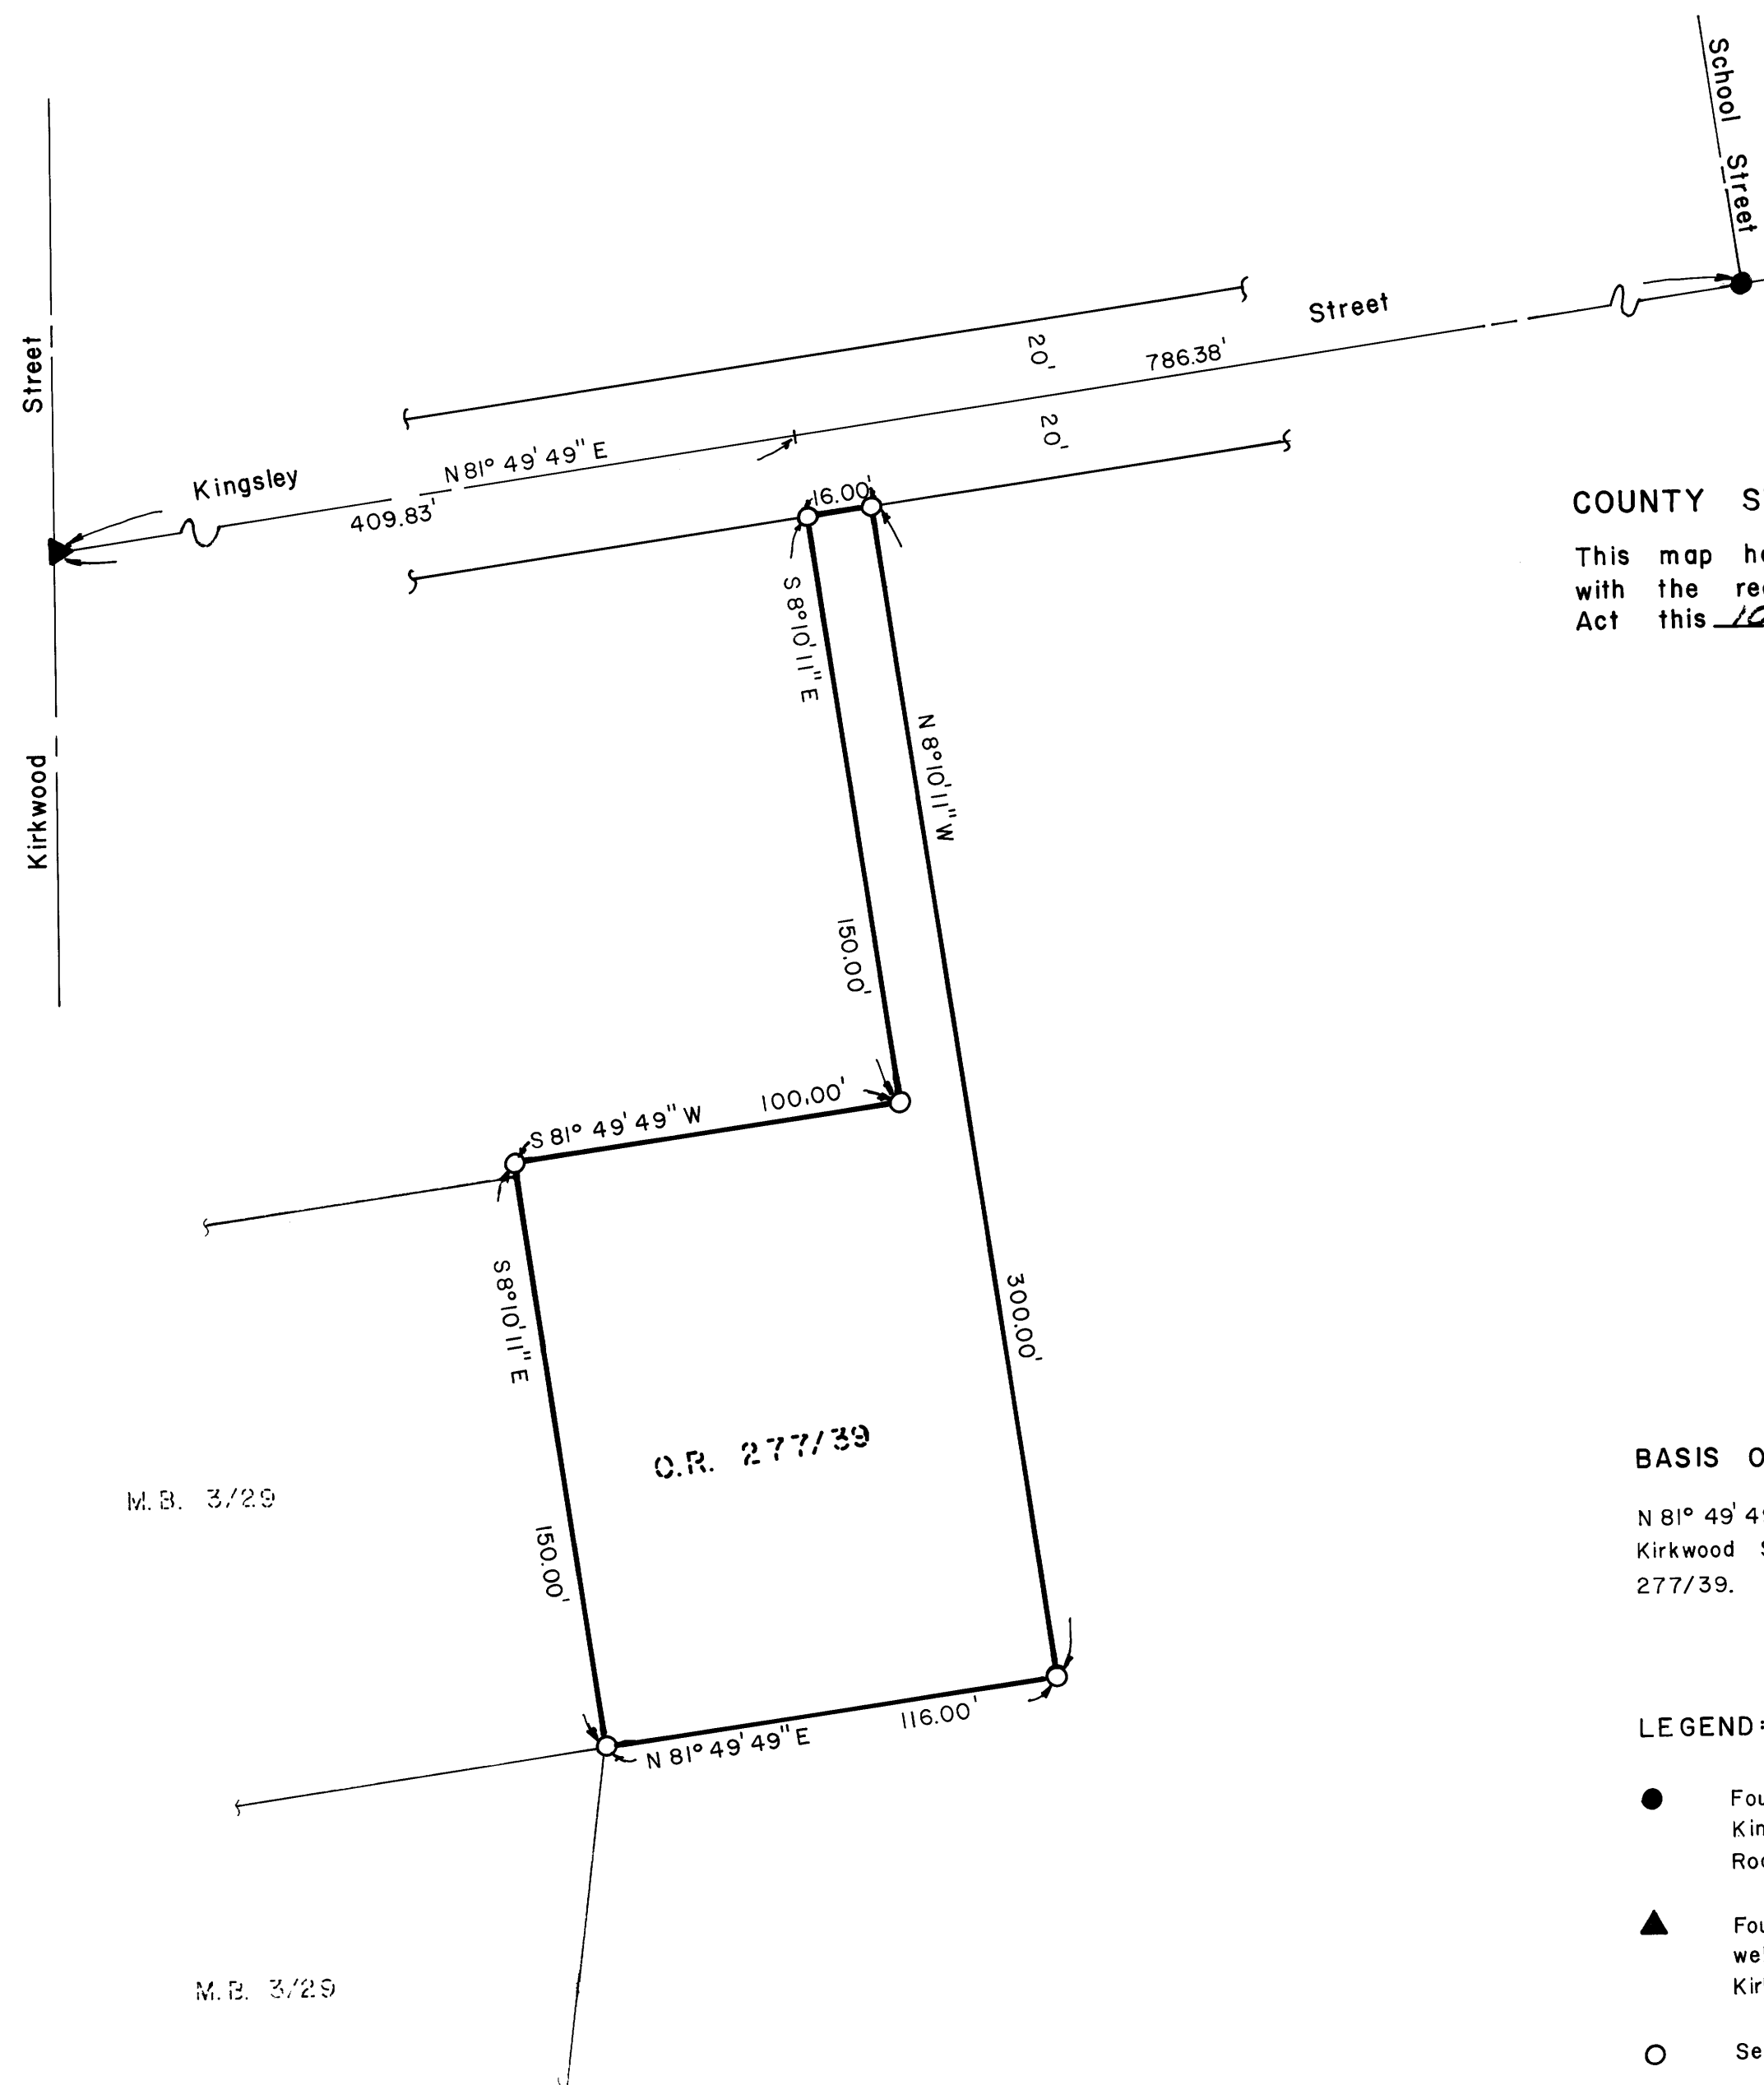 School Street
Street
20'
786.38'
Street
20'
N 81° 49' 49" E
Kingsley
409.83'
16.00'
COUNTY S
This map
with the
Act this
S 8°10'11" E
N 8°10'11" W
Kirkwood
150.00'
100.00'
S 81° 49' 49" W
S 8°10'11" E
300.00'
O.R. 277/39
BASIS O
M.B. 3/29
N 81° 49' 4
Kirkwood S
150.00'
277/39.
116.00'
N 81° 49' 49" E
LEGEND:
Fou
Kin
Roa
Fou
we
Kir
M.B. 3/29
Se